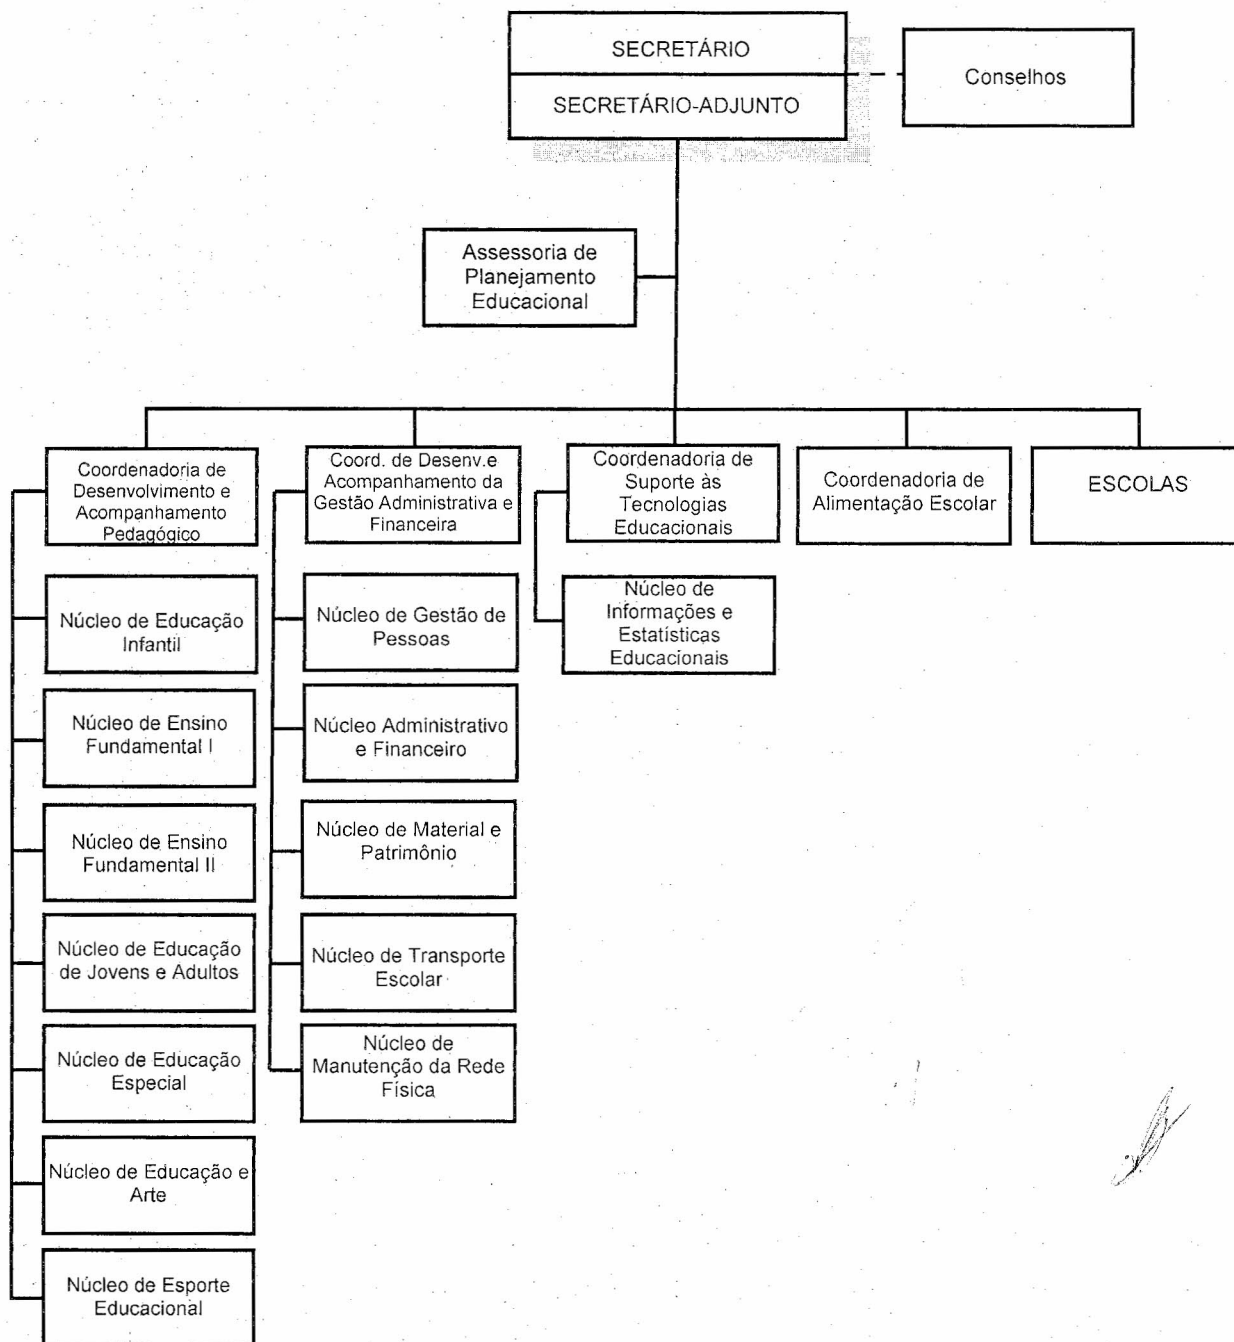 SECRETÁRIO
SECRETÁRIO-ADJUNTO
Conselhos
Assessoria de
Planejamento
Educacional
Coordenadoria de
Desenvolvimento e
Acompanhamento
Pedagógico
Coord. de Desenv.e
Acompanhamento da
Gestão Administrativa e
Financeira
Coordenadoria de
Suporte às
Tecnologias
Educacionais
Coordenadoria de
Alimentação Escolar
ESCOLAS
Núcleo de Educação
Infantil
Núcleo de Ensino
Fundamental I
Núcleo de Ensino
Fundamental II
Núcleo de Educação
de Jovens e Adultos
Núcleo de Educação
Especial
Núcleo de Educação e
Arte
Núcleo de Esporte
Educacional
Núcleo de Gestão de
Pessoas
Núcleo Administrativo
e Financeiro
Núcleo de Material e
Patrimônio
Núcleo de Transporte
Escolar
Núcleo de
Manutenção da Rede
Física
Núcleo de
Informações e
Estatísticas
Educacionais